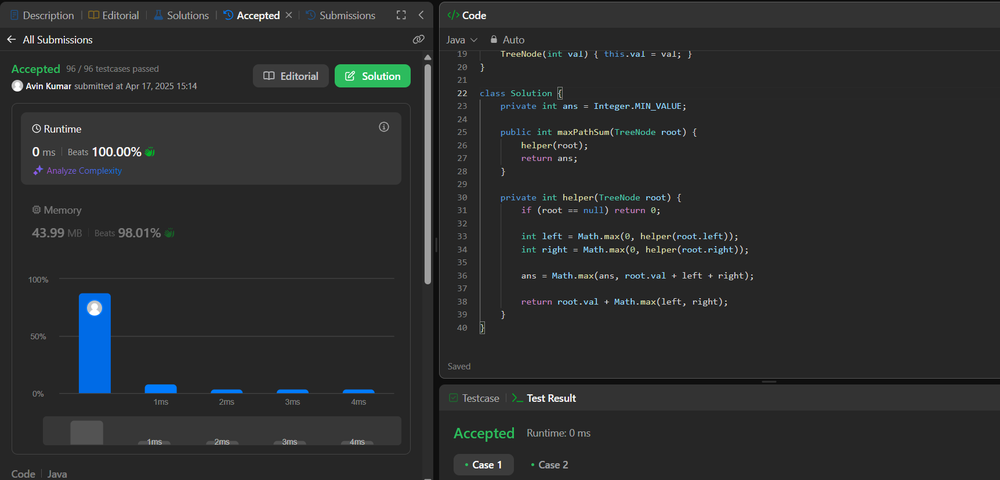 Description | Editorial | Solutions | Accepted × | Submissions
All Submissions
Accepted 96 / 96 testcases passed
Avin Kumar submitted at Apr 17, 2025 15:14
Editorial
Solution
Runtime
0 ms | Beats 100.00%
Analyze Complexity
Memory
43.99 MB | Beats 98.01%
100%
50%
0%
1ms 2ms 3ms 4ms
1ms 2ms 3ms 4ms
Code | Java
</> Code
Java Auto
19     TreeNode(int val) { this.val = val; }
20 }
21
22 class Solution {
23     private int ans = Integer.MIN_VALUE;
24
25     public int maxPathSum(TreeNode root) {
26         helper(root);
27         return ans;
28     }
29
30     private int helper(TreeNode root) {
31         if (root == null) return 0;
32
33         int left = Math.max(0, helper(root.left));
34         int right = Math.max(0, helper(root.right));
35
36         ans = Math.max(ans, root.val + left + right);
37
38         return root.val + Math.max(left, right);
39     }
40 }
Saved
Testcase | >_ Test Result
Accepted Runtime: 0 ms
• Case 1 • Case 2